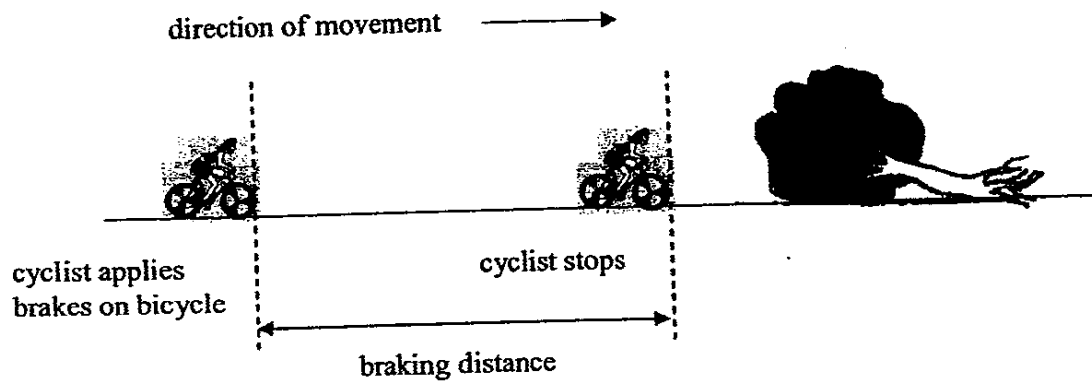 direction of movement
cyclist applies
brakes on bicycle
cyclist stops
braking distance